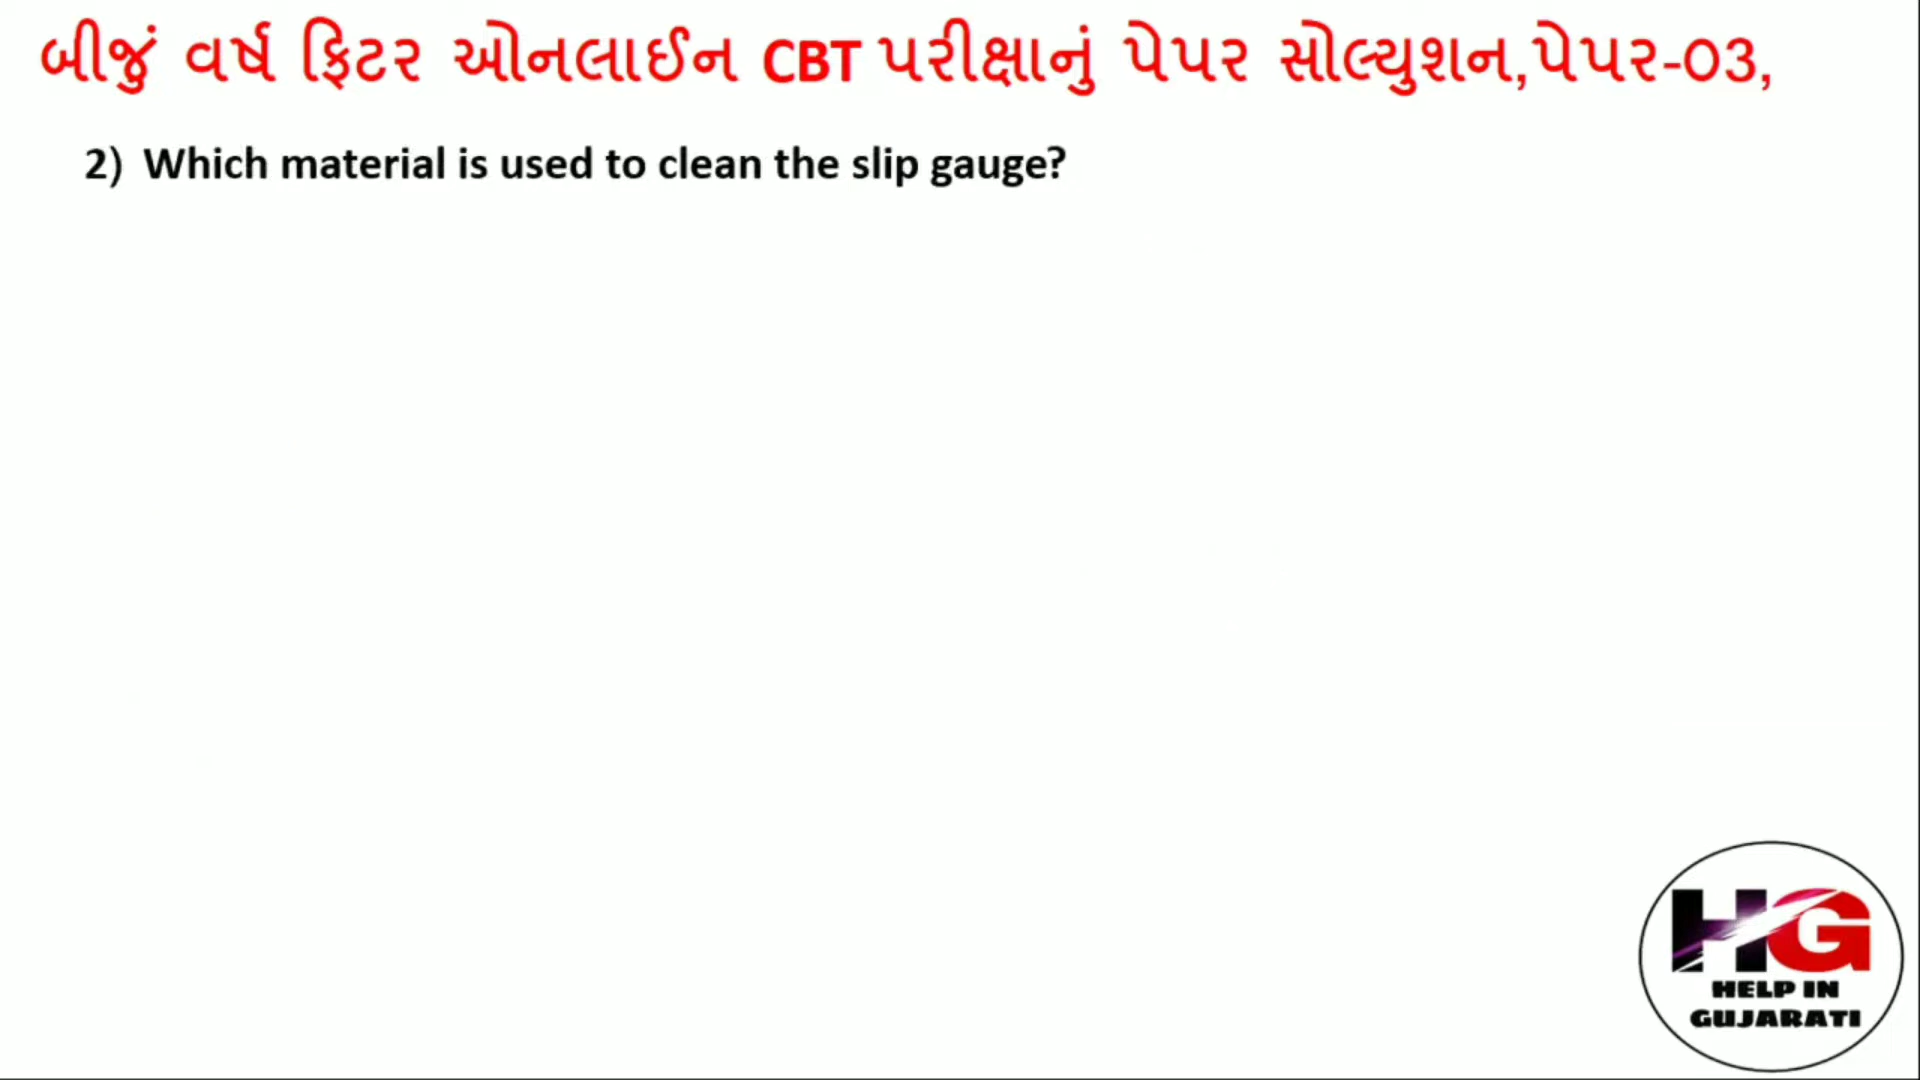 બીજું વર્ષ ફિટર ઓનલાઈન CBT પરીક્ષાનું પેપર સોલ્યુશન,પેપર-૦૩,
2) Which material is used to clean the slip gauge?
HG
HELP IN
GUJARATI